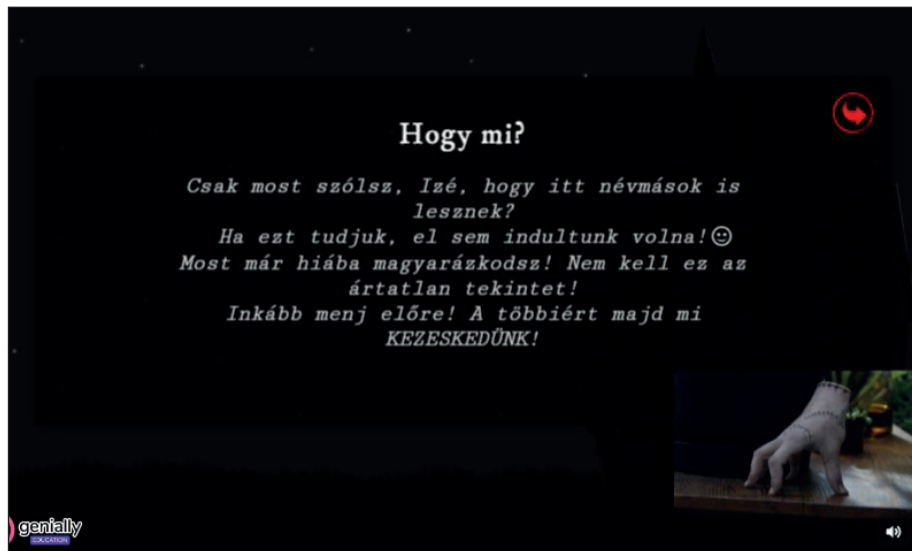 Hogy mi?
Csak most szólsz, Izé, hogy itt névmások is
lesznek?
Ha ezt tudjuk, el sem indultunk volna!☺
Most már hiába magyarázkodsz! Nem kell ez az
ártatlan tekintet!
Inkább menj előre! A többiért majd mi
KEZESKEDÜNK!
genially
EDUCATION